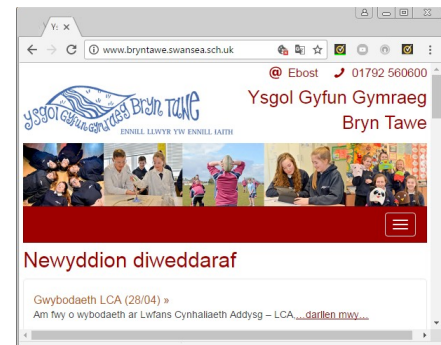 Y:
www.bryntawe.swansea.sch.uk
@ Ebost 01792 560600
Ysgol Gyfun Gymraeg
Bryn Tawe
Ysgol Gyfun Gymraeg Bryn Tawe
ENNILL LLWYR YW ENNILL IAITH
Newyddion diweddaraf
Gwybodaeth LCA (28/04) »
Am fwy o wybodaeth ar Lwfans Cynhaliaeth Addysg – LCA,...darllen mwy...